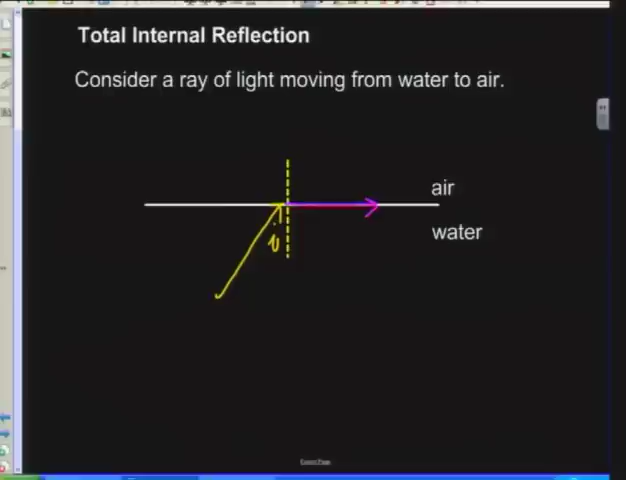 Total Internal Reflection
Consider a ray of light moving from water to air.
air
water
i